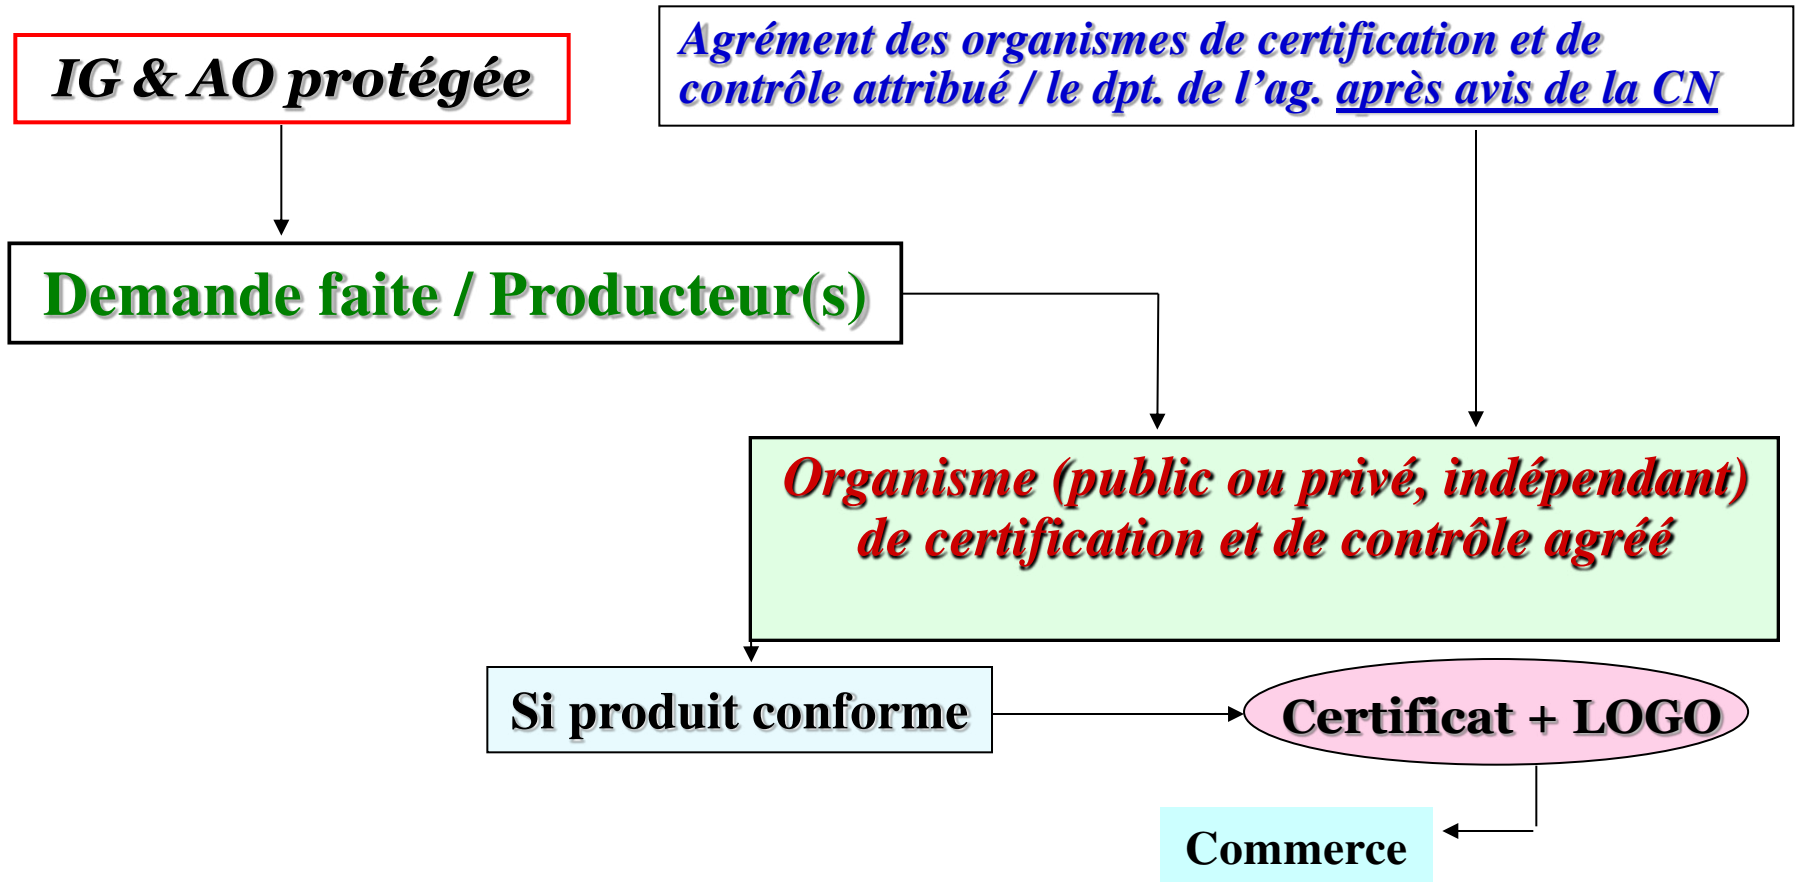 IG & AO protégée
Agrément des organismes de certification et de
contrôle attribué / le dpt. de l’ag. après avis de la CN
Demande faite / Producteur(s)
Organisme (public ou privé, indépendant)
de certification et de contrôle agréé
Si produit conforme
Certificat + LOGO
Commerce